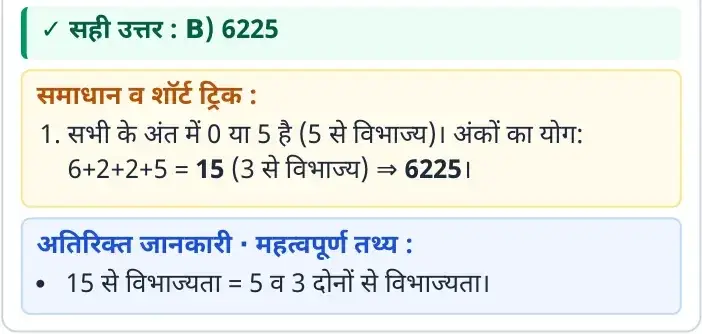 ✓ सही उत्तर : B) 6225
समाधान व शॉर्ट ट्रिक :
1. सभी के अंत में 0 या 5 है (5 से विभाज्य)। अंकों का योग:
6+2+2+5 = 15 (3 से विभाज्य) ⇒ 6225।
अतिरिक्त जानकारी · महत्वपूर्ण तथ्य :
• 15 से विभाज्यता = 5 व 3 दोनों से विभाज्यता।